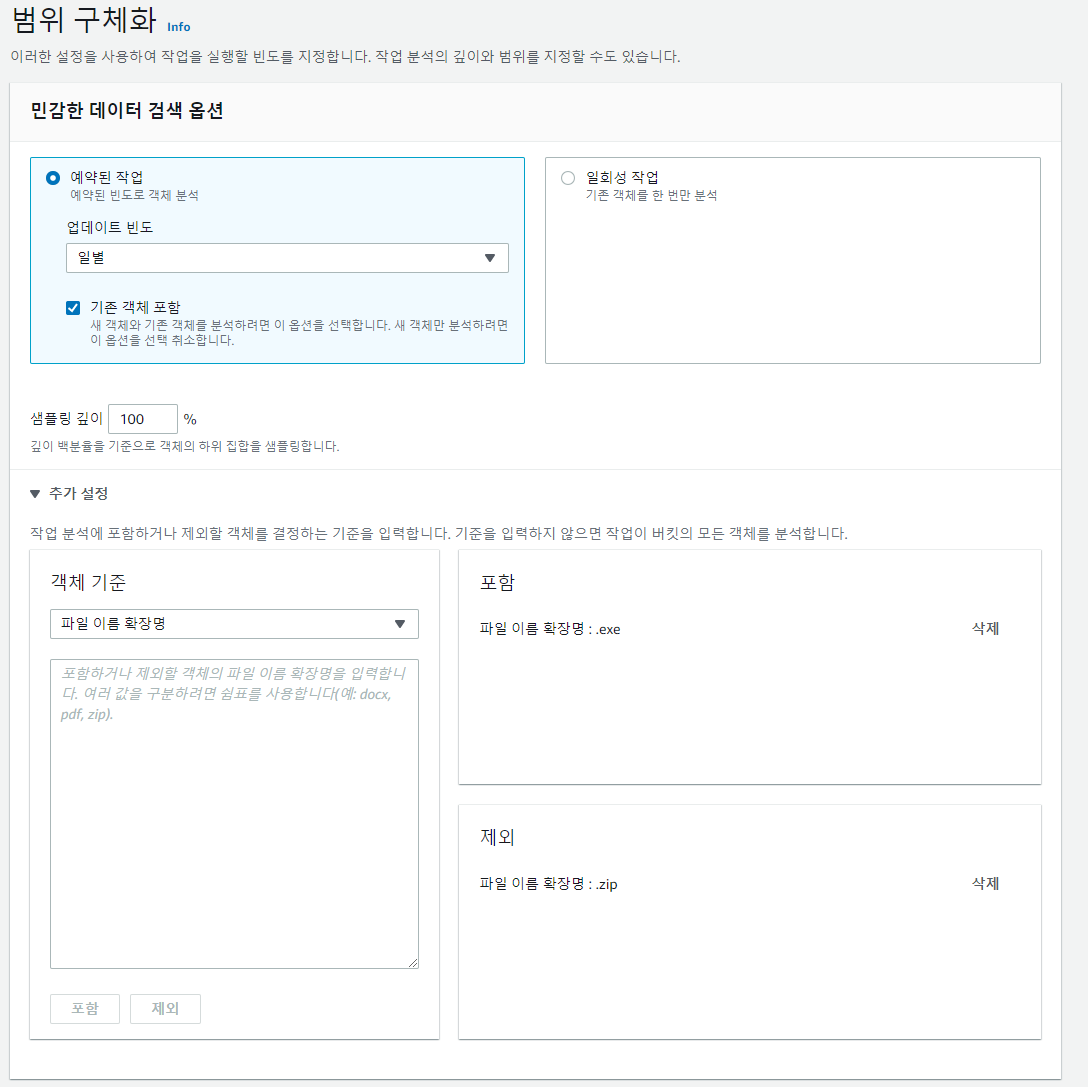 범위 구체화 Info
이러한 설정을 사용하여 작업을 실행할 빈도를 지정합니다. 작업 분석의 깊이와 범위를 지정할 수도 있습니다.
민감한 데이터 검색 옵션
예약된 작업
예약된 빈도로 객체 분석
업데이트 빈도
일별
기존 객체 포함
새 객체와 기존 객체를 분석하려면 이 옵션을 선택합니다. 새 객체만 분석하려면
이 옵션을 선택 취소합니다.
일회성 작업
기존 객체를 한 번만 분석
샘플링 깊이 100 %
깊이 백분율을 기준으로 객체의 하위 집합을 샘플링합니다.
추가 설정
작업 분석에 포함하거나 제외할 객체를 결정하는 기준을 입력합니다. 기준을 입력하지 않으면 작업이 버킷의 모든 객체를 분석합니다.
객체 기준
파일 이름 확장명
포함하거나 제외할 객체의 파일 이름 확장명을 입력합니
다. 여러 값을 구분하려면 쉼표를 사용합니다(예: docx,
pdf, zip).
포함 제외
포함
파일 이름 확장명 : .exe 삭제
제외
파일 이름 확장명 : .zip 삭제